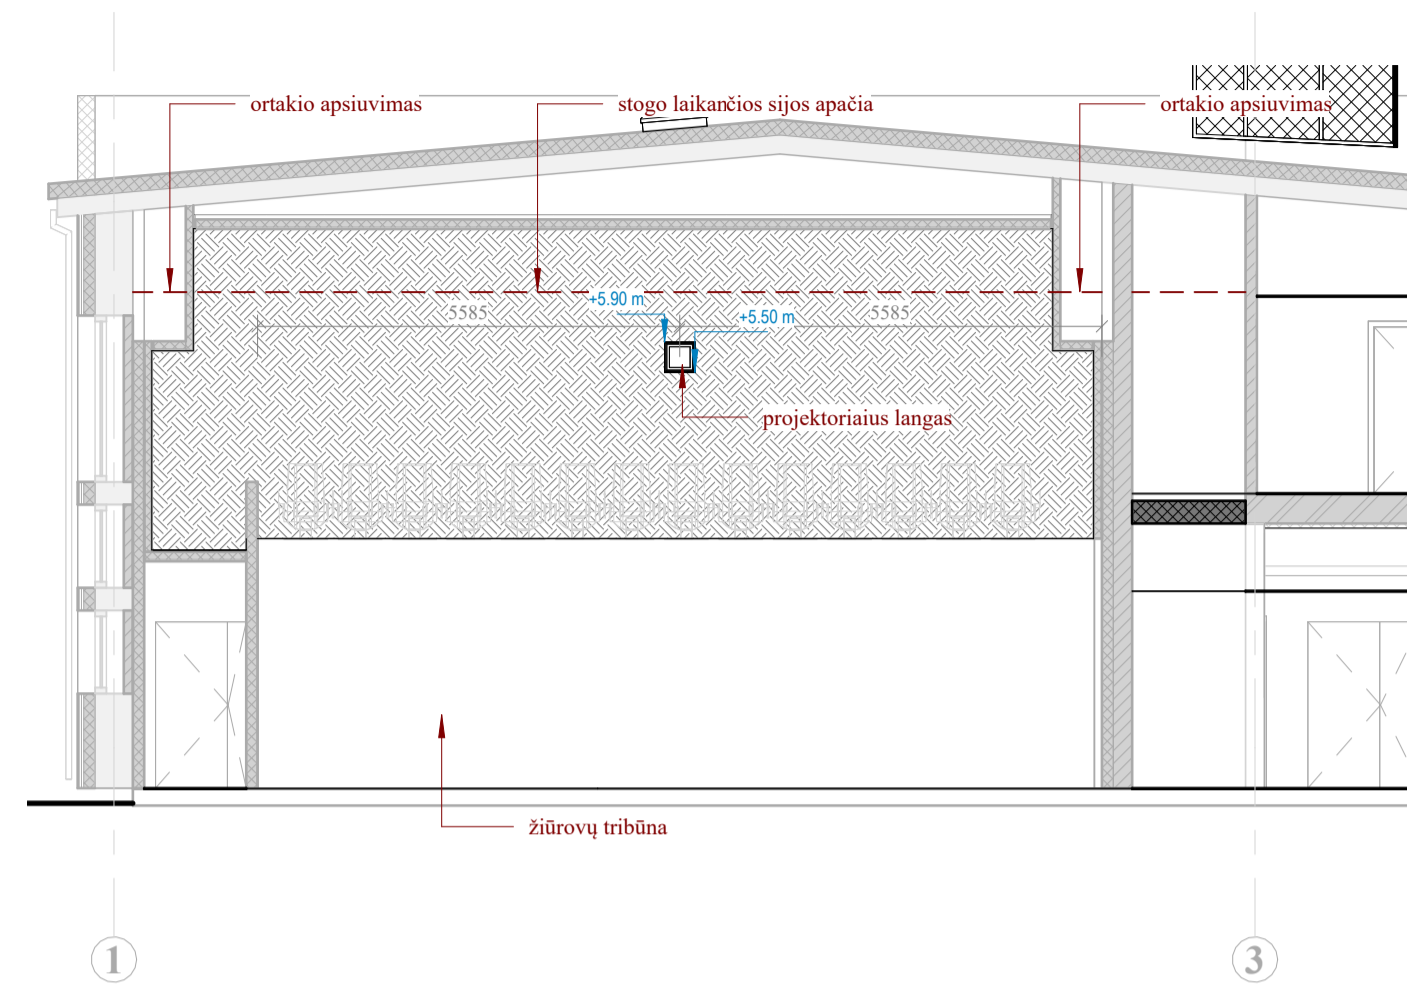 ortakio apsiuvimas
stogo laikančios sijos apačia
ortakio apsiuvimas
+5.90 m
5585
+5.50 m
5585
projektoriaius langas
žiūrovų tribūna
1
3